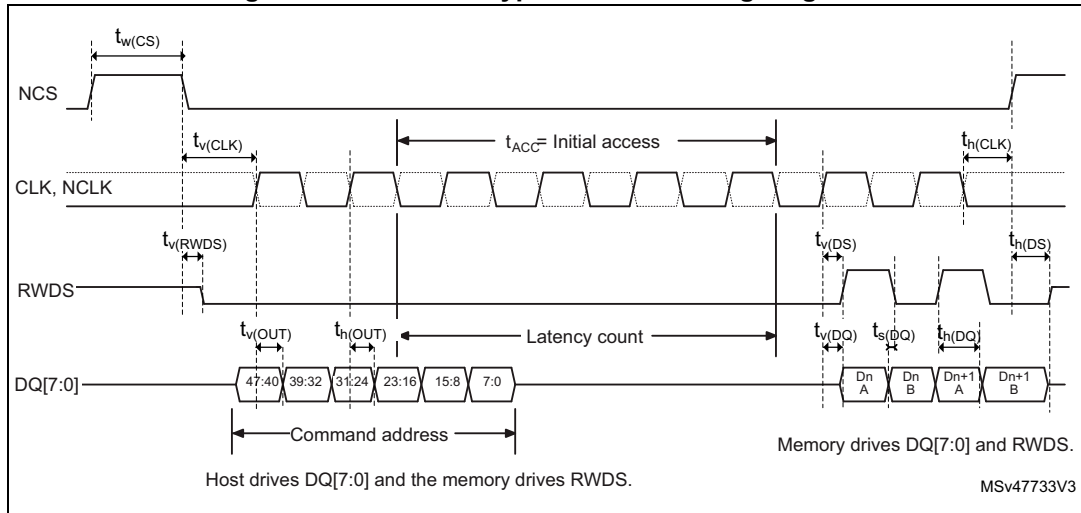 t_w(CS)
NCS
t_v(CLK)
t_ACC= Initial access
t_h(CLK)
CLK, NCLK
t_v(RWDS)
t_v(DS)
t_h(DS)
RWDS
t_v(OUT)
t_h(OUT)
Latency count
t_v(DQ)
t_s(DQ)
t_h(DQ)
DQ[7:0]
47:40
39:32
31:24
23:16
15:8
7:0
Dn
A
Dn
B
Dn+1
A
Dn+1
B
Command address
Memory drives DQ[7:0] and RWDS.
Host drives DQ[7:0] and the memory drives RWDS.
MSv47733V3